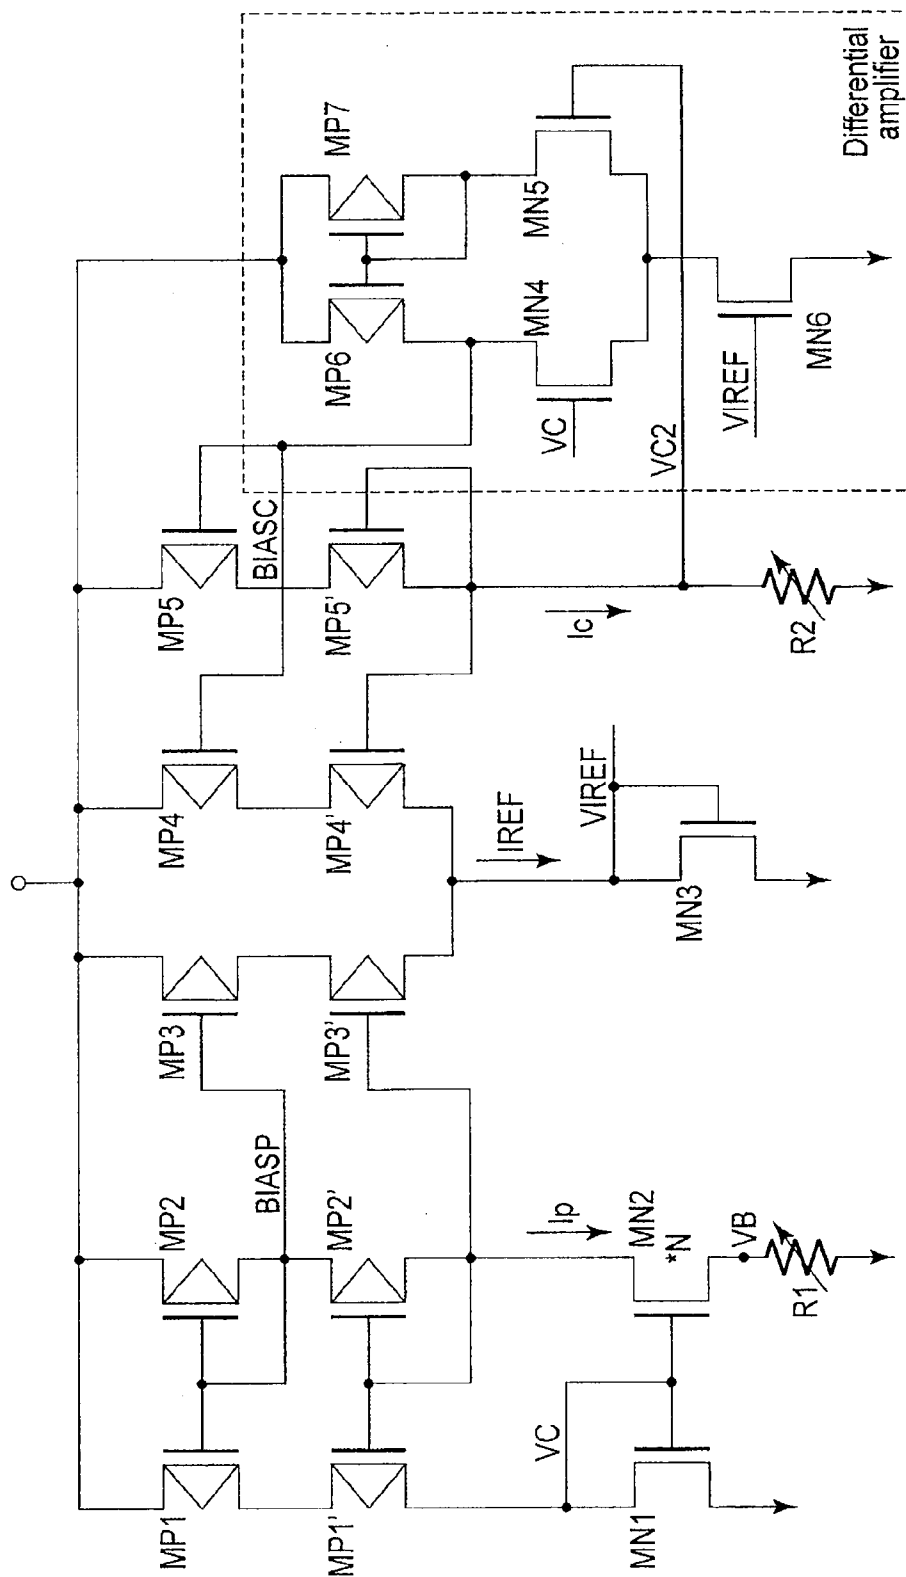 MP1
MP2
MP3
MP4
MP5
MP6
MP7
BIASP
BIASC
MP1'
MP2'
MP3'
MP4'
MP5'
MN4
MN5
VC
Ip
IREF
Ic
VC
VIREF
VC2
VIREF
MN1
MN2
*N
VB
MN3
MN6
R1
R2
Differential
amplifier